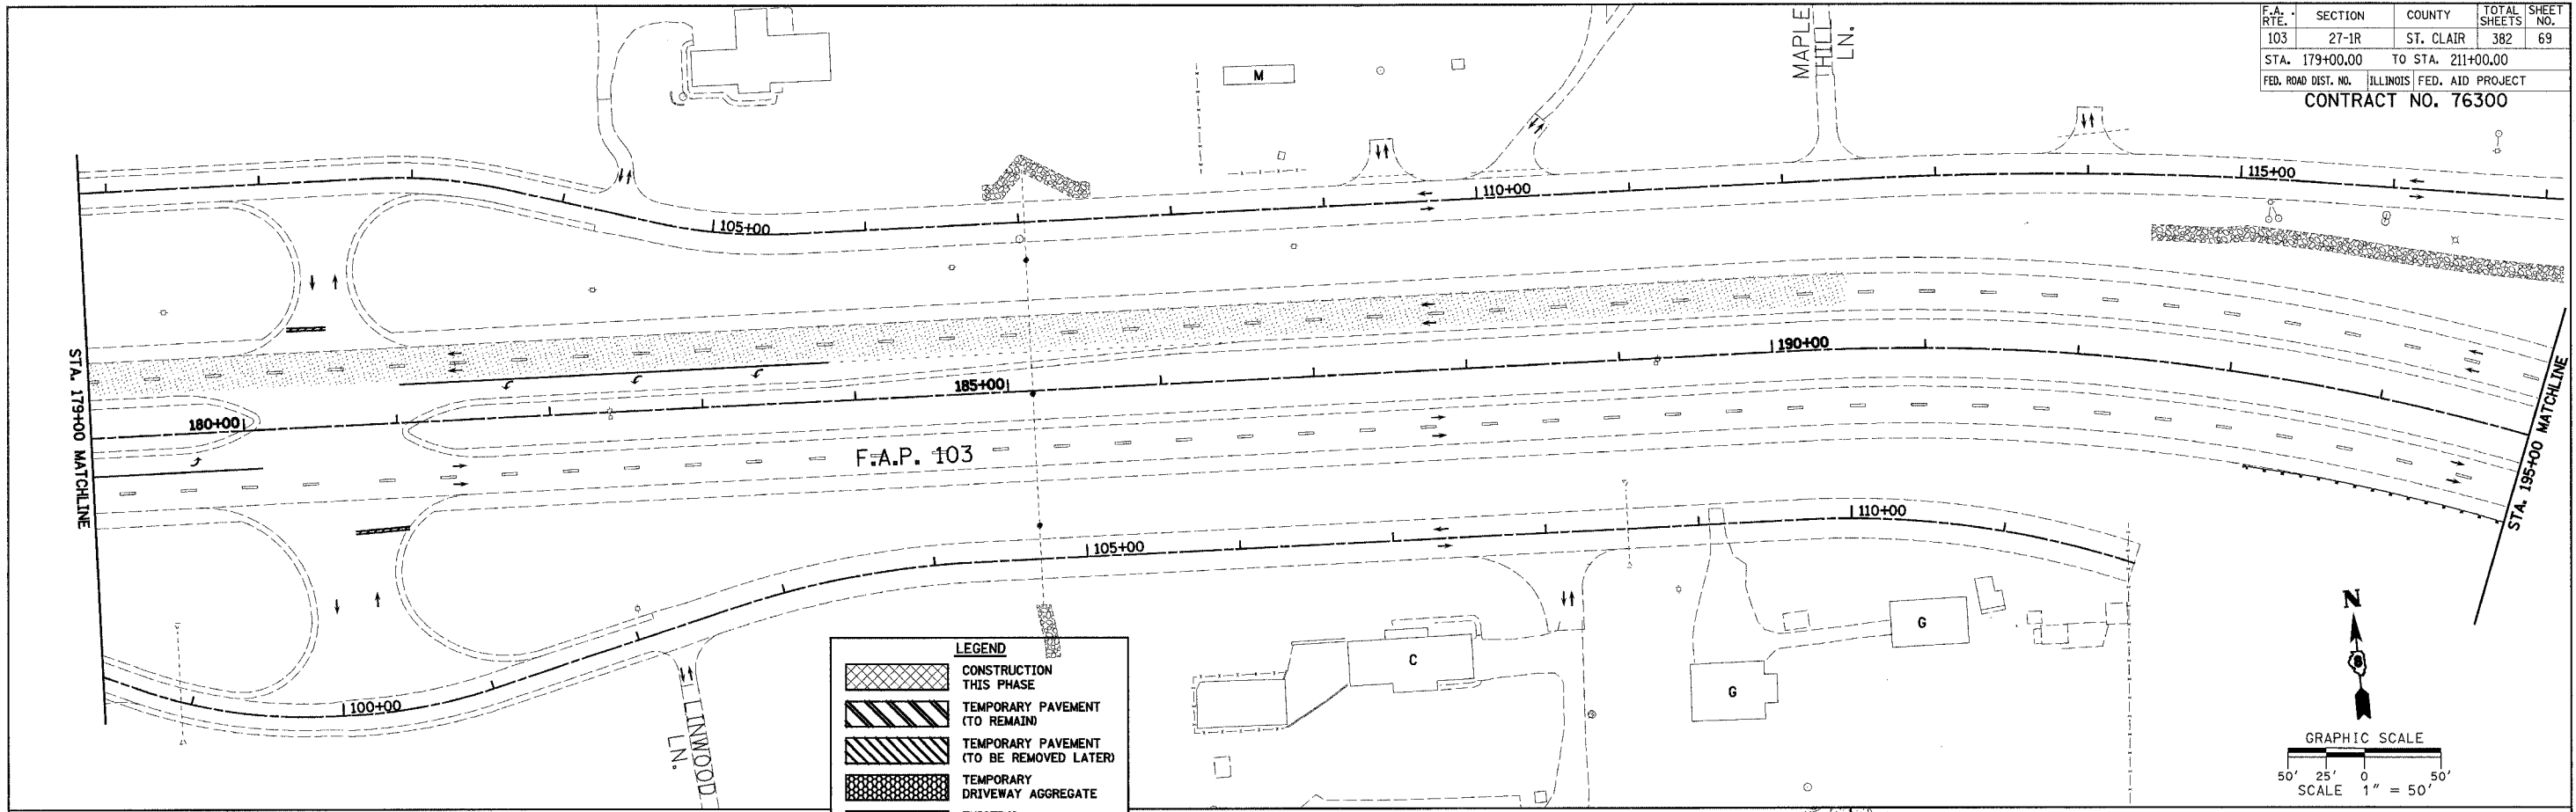 F.A. RTE. SECTION COUNTY TOTAL SHEETS SHEET NO.
103 27-1R ST. CLAIR 382 69
STA. 179+00.00 TO STA. 211+00.00
FED. ROAD DIST. NO. ILLINOIS FED. AID PROJECT
CONTRACT NO. 76300
MAPLE
HILL
LN.
M
110+00
115+00
105+00
STA. 179+00 MATCHLINE
190+00
185+00
180+00
F.A.P. 103
STA. 195+00 MATCHLINE
110+00
105+00
100+00
LINWOOD
LN.
C
G
G
LEGEND
CONSTRUCTION
THIS PHASE
TEMPORARY PAVEMENT
(TO REMAIN)
TEMPORARY PAVEMENT
(TO BE REMOVED LATER)
TEMPORARY
DRIVEWAY AGGREGATE
N
GRAPHIC SCALE
50' 25' 0 50'
SCALE 1" = 50'